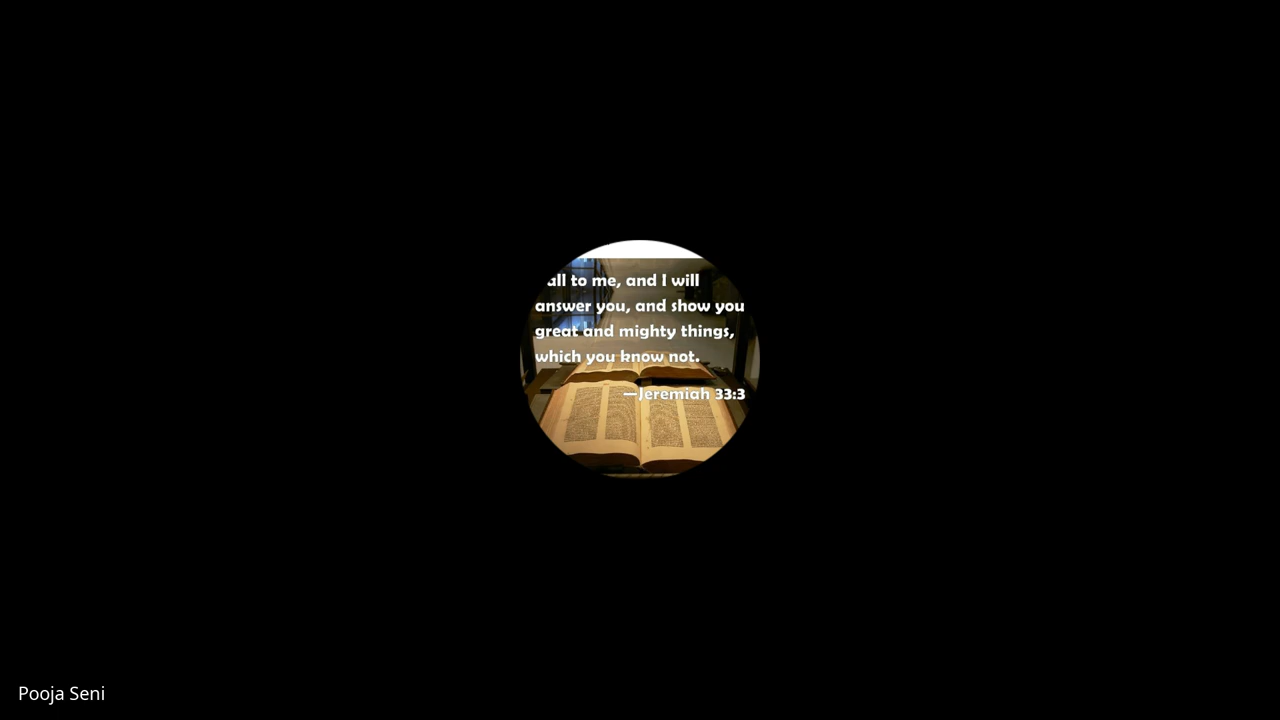 all to me, and I will
answer you, and show you
great and mighty things,
which you know not.
—Jeremiah 33:3
Pooja Seni